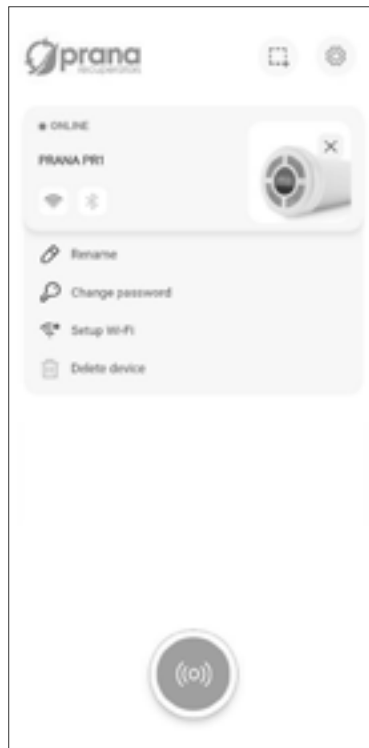 prana
recuperators
ONLINE
PRANA PR1
Rename
Change password
Setup Wi-Fi
Delete device